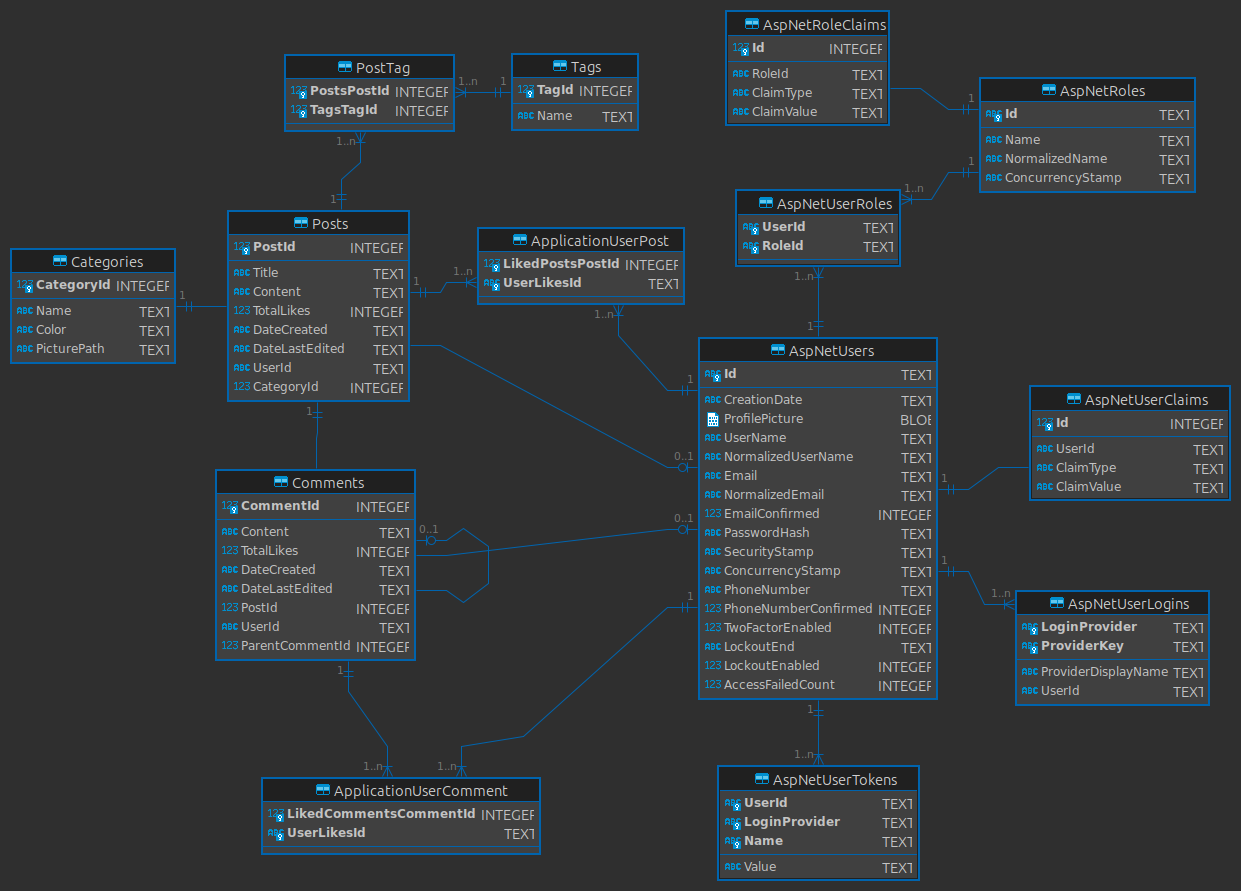 AspNetRoleClaims
123 Id INTEGER
ABC RoleId TEXT
ABC ClaimType TEXT
ABC ClaimValue TEXT
1
AspNetRoles
ABC Id TEXT
ABC Name TEXT
ABC NormalizedName TEXT
ABC ConcurrencyStamp TEXT
1
PostTag
123 PostsPostId INTEGER
123 TagsTagId INTEGER
1..n
1
1..n
1
Tags
123 TagId INTEGER
ABC Name TEXT
AspNetUserRoles
ABC UserId TEXT
ABC RoleId TEXT
1..n
1..n
1
Posts
123 PostId INTEGER
ABC Title TEXT
ABC Content TEXT
123 TotalLikes INTEGER
ABC DateCreated TEXT
ABC DateLastEdited TEXT
ABC UserId TEXT
123 CategoryId INTEGER
1
1
ApplicationUserPost
123 LikedPostsPostId INTEGER
ABC UserLikesId TEXT
1..n
1..n
1
Categories
123 CategoryId INTEGER
ABC Name TEXT
ABC Color TEXT
ABC PicturePath TEXT
1
AspNetUsers
ABC Id TEXT
ABC CreationDate TEXT
ProfilePicture BLOB
ABC UserName TEXT
ABC NormalizedUserName TEXT
ABC Email TEXT
ABC NormalizedEmail TEXT
123 EmailConfirmed INTEGER
ABC PasswordHash TEXT
ABC SecurityStamp TEXT
ABC ConcurrencyStamp TEXT
ABC PhoneNumber TEXT
123 PhoneNumberConfirmed INTEGER
123 TwoFactorEnabled INTEGER
ABC LockoutEnd TEXT
123 LockoutEnabled INTEGER
123 AccessFailedCount INTEGER
0..1
0..1
1
1
1
1
AspNetUserClaims
123 Id INTEGER
ABC UserId TEXT
ABC ClaimType TEXT
ABC ClaimValue TEXT
Comments
123 CommentId INTEGER
ABC Content TEXT
123 TotalLikes INTEGER
ABC DateCreated TEXT
ABC DateLastEdited TEXT
123 PostId INTEGER
ABC UserId TEXT
123 ParentCommentId INTEGER
0..1
1
AspNetUserLogins
ABC LoginProvider TEXT
ABC ProviderKey TEXT
ABC ProviderDisplayName TEXT
ABC UserId TEXT
1..n
ApplicationUserComment
123 LikedCommentsCommentId INTEGER
ABC UserLikesId TEXT
1..n
1..n
AspNetUserTokens
ABC UserId TEXT
ABC LoginProvider TEXT
ABC Name TEXT
ABC Value TEXT
1..n